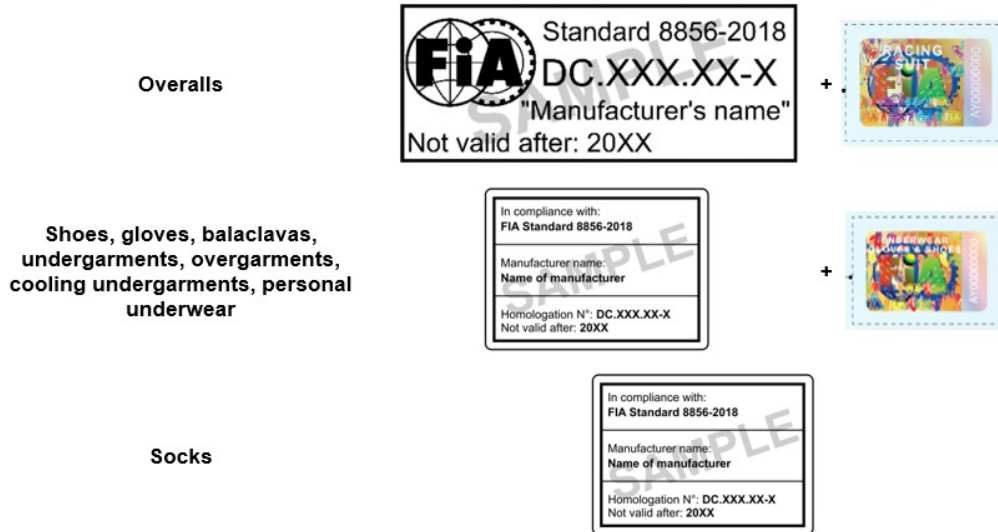 Overalls
FiA
Standard 8856-2018
DC.XXX.XX-X
"Manufacturer's name"
Not valid after: 20XX
SAMPLE
+
RACING
SUIT
FiA
AY00000000
Shoes, gloves, balaclavas,
undergarments, overgarments,
cooling undergarments, personal
underwear
In compliance with:
FIA Standard 8856-2018
Manufacturer name:
Name of manufacturer
Homologation N°: DC.XXX.XX-X
Not valid after: 20XX
SAMPLE
+
UNDERWEAR
GLOVES & SHOES
FiA
AY00000000
Socks
In compliance with:
FIA Standard 8856-2018
Manufacturer name:
Name of manufacturer
Homologation N°: DC.XXX.XX-X
Not valid after: 20XX
SAMPLE